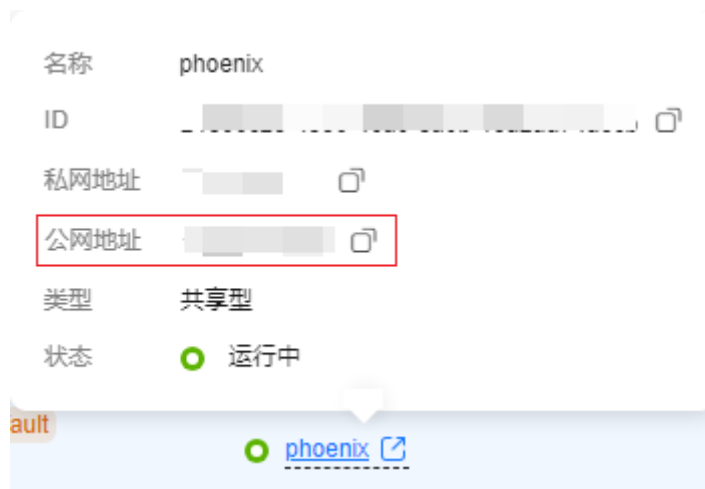 名称 phoenix
ID
私网地址
公网地址
类型 共享型
状态 运行中
ault
phoenix